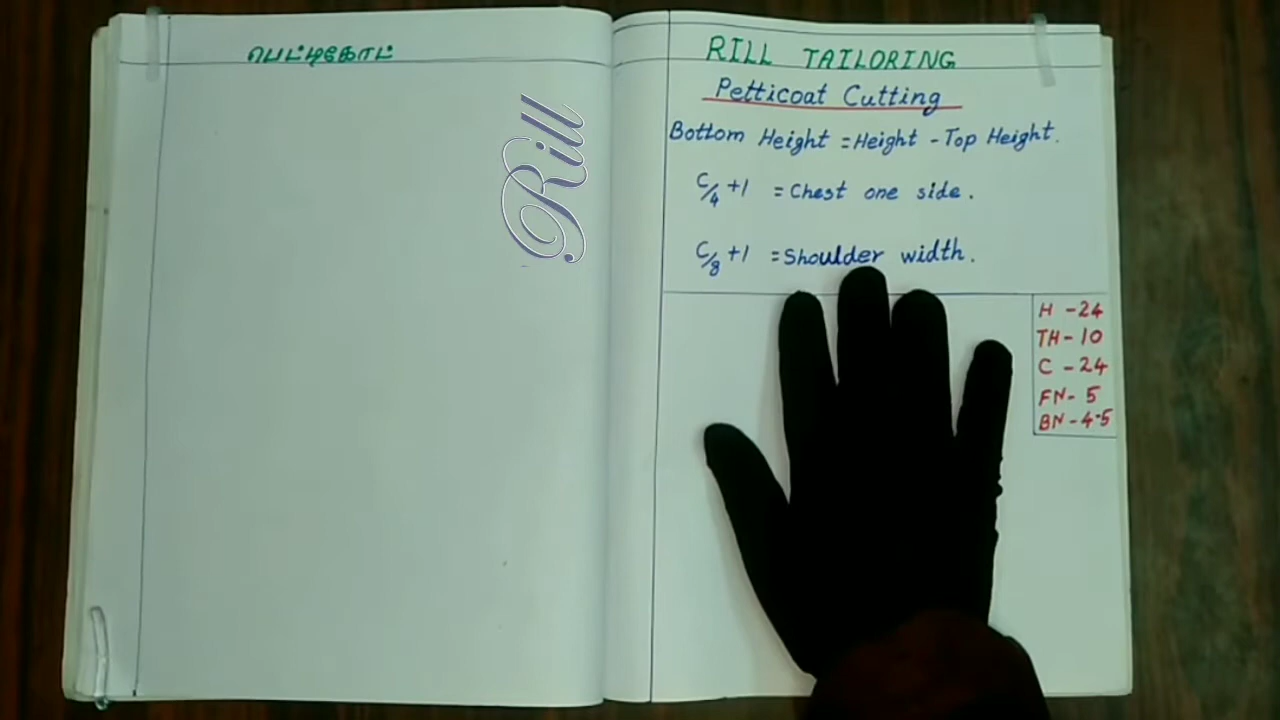 பெட்டிகோட்
Rill
RILL TAILORING
Petticoat Cutting
Bottom Height = Height - Top Height.
C/4 +1 = Chest one side.
C/8 +1 = Shoulder width.
H - 24
TH - 10
C - 24
FN - 5
BN - 4.5